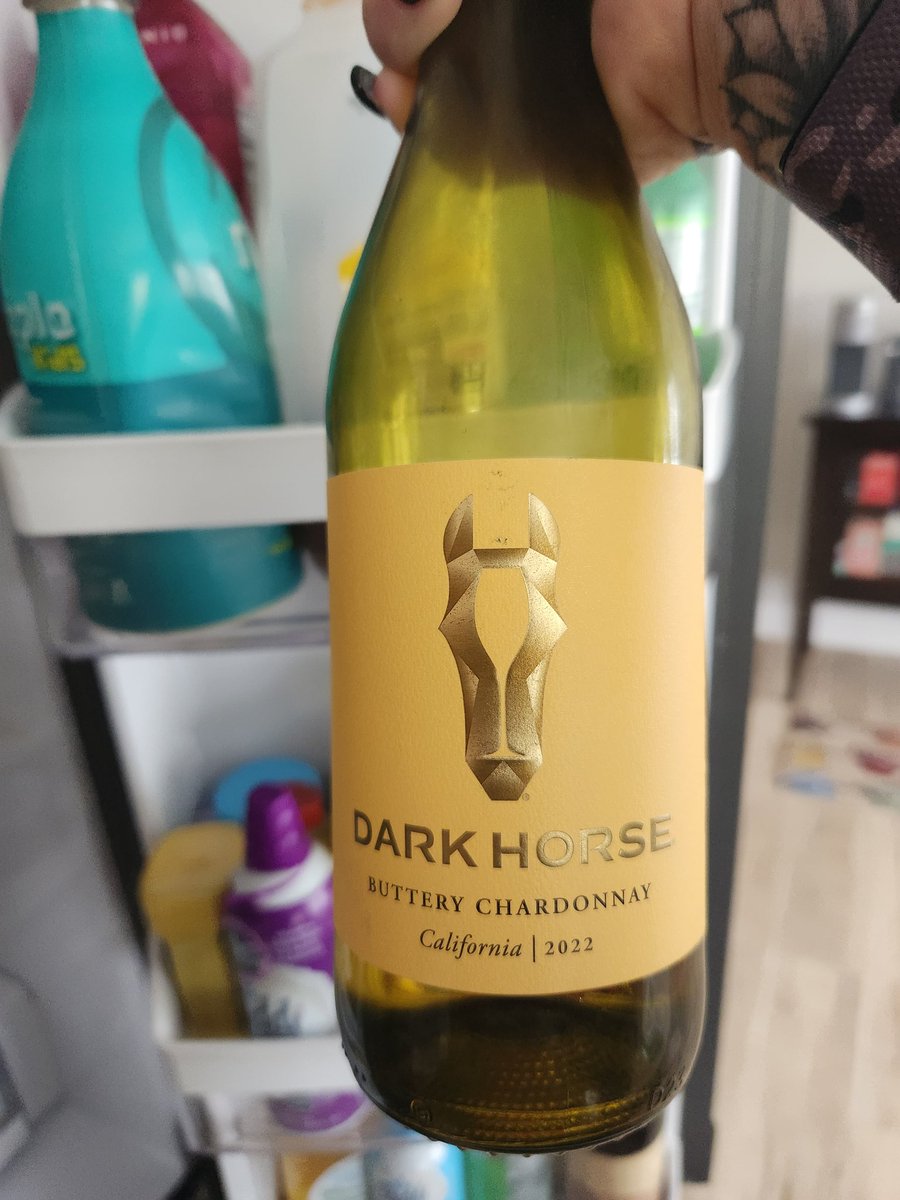 DARK HORSE
BUTTERY CHARDONNAY
California | 2022